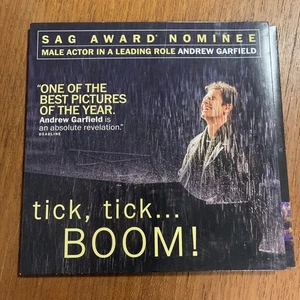 SAG AWARD® NOMINEE
MALE ACTOR IN A LEADING ROLE ANDREW GARFIELD
"ONE OF THE
BEST PICTURES
OF THE YEAR.
Andrew Garfield is
an absolute revelation."
DEADLINE
tick, tick...
BOOM!